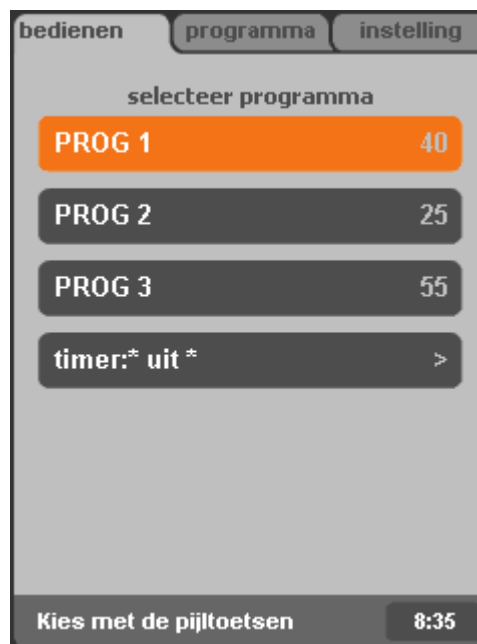 bedienen programma instelling
selecteer programma
PROG 1 40
PROG 2 25
PROG 3 55
timer:* uit * >
Kies met de pijltoetsen 8:35